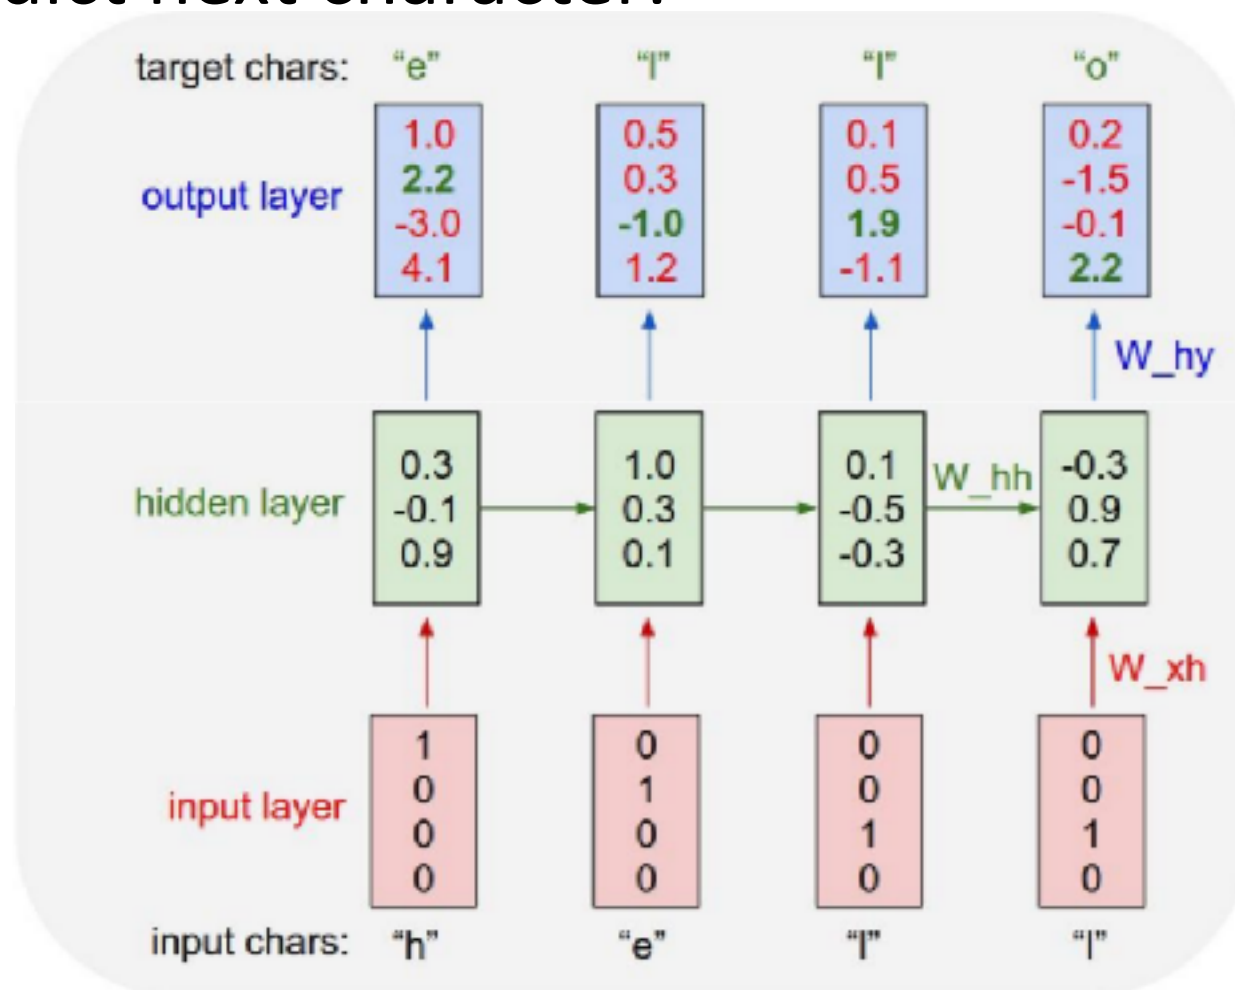 target chars: “e” “l” “l” “o”
1.0 0.5 0.1 0.2
2.2 0.3 0.5 -1.5
output layer
-3.0 -1.0 1.9 -0.1
4.1 1.2 -1.1 2.2
W_hy
0.3 1.0 0.1 -0.3
W_hh
hidden layer -0.1 0.3 -0.5 0.9
0.9 0.1 -0.3 0.7
W_xh
1 0 0 0
0 1 0 0
input layer
0 0 1 1
0 0 0 0
input chars: “h” “e” “l” “l”